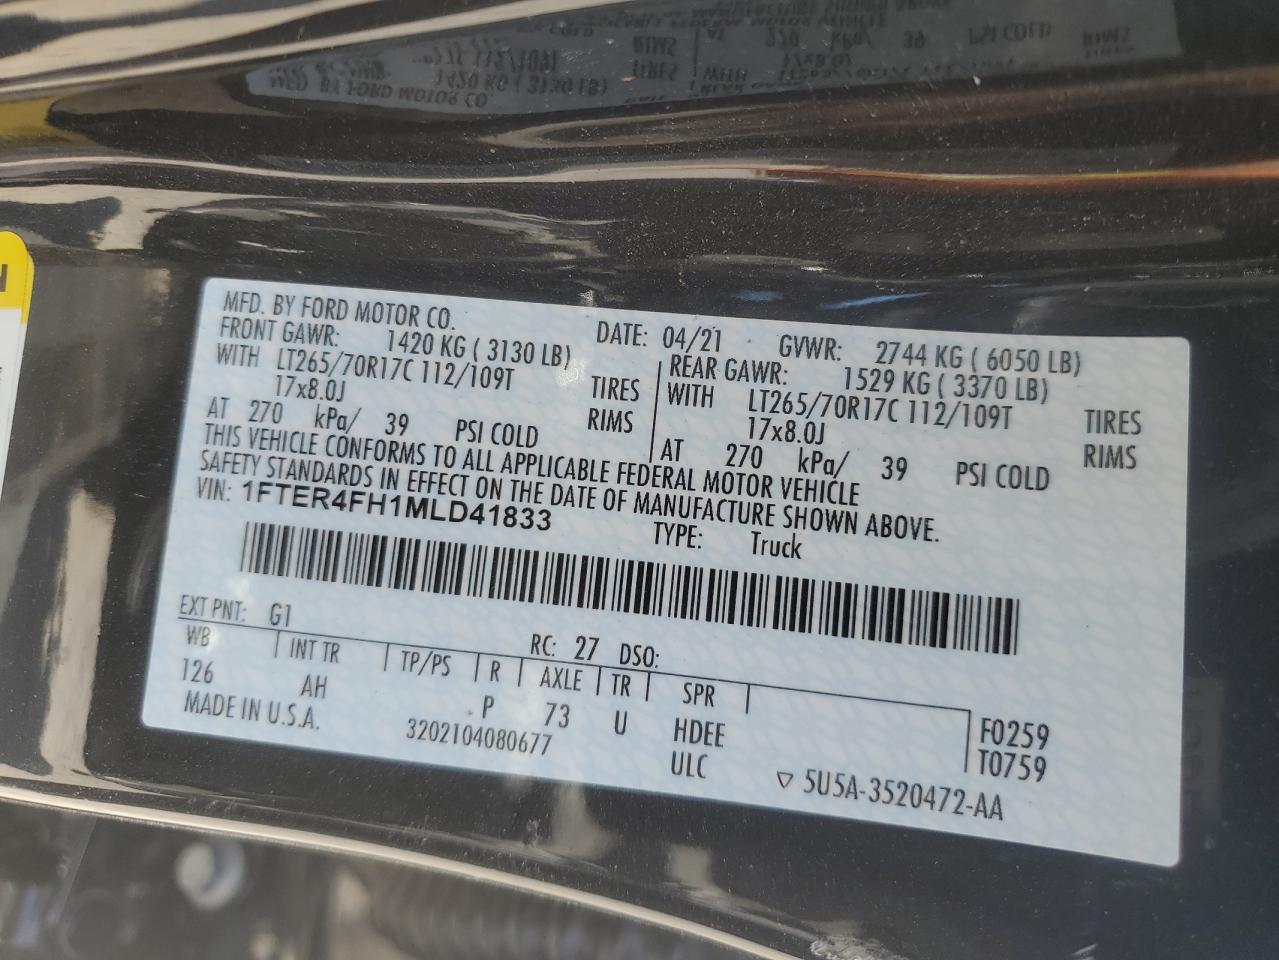 MFD. BY FORD MOTOR CO. DATE: 04/21 GVWR: 2744 KG ( 6050 LB)
FRONT GAWR: 1420 KG ( 3130 LB) REAR GAWR: 1529 KG ( 3370 LB)
WITH LT265/70R17C 112/109T TIRES WITH LT265/70R17C 112/109T TIRES
17x8.0J RIMS 17x8.0J RIMS
AT 270 kPa/ 39 PSI COLD AT 270 kPa/ 39 PSI COLD
THIS VEHICLE CONFORMS TO ALL APPLICABLE FEDERAL MOTOR VEHICLE
SAFETY STANDARDS IN EFFECT ON THE DATE OF MANUFACTURE SHOWN ABOVE.
VIN: 1FTER4FH1MLD41833 TYPE: Truck
EXT PNT: G1 RC: 27 DSO:
WB INT TR TP/PS R AXLE TR SPR
126 AH P 73 U HDEE F0259
MADE IN U.S.A. 3202104080677 ULC T0759
▽ 5U5A-3520472-AA